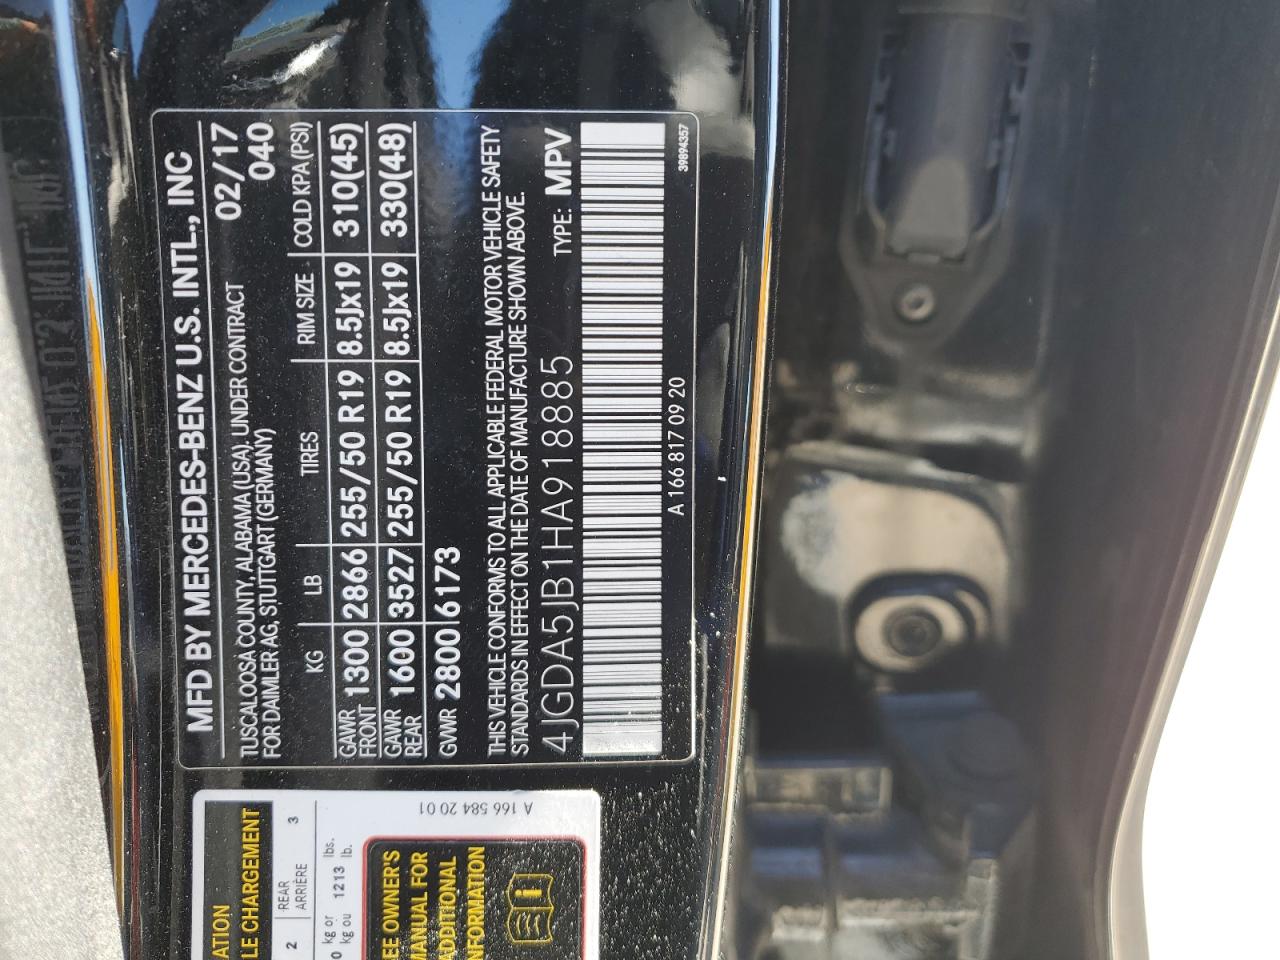 MFD BY MERCEDES-BENZ U.S. INTL., INC
TUSCALOOSA COUNTY, ALABAMA (USA). UNDER CONTRACT 02/17
FOR DAIMLER AG, STUTTGART (GERMANY) 040
KG LB TIRES RIM SIZE COLD KPA (PSI)
GAWR FRONT 1300 2866 255/50 R19 8.5Jx19 310(45)
GAWR REAR 1600 3527 255/50 R19 8.5Jx19 330(48)
GVWR 2800 6173
THIS VEHICLE CONFORMS TO ALL APPLICABLE FEDERAL MOTOR VEHICLE SAFETY
STANDARDS IN EFFECT ON THE DATE OF MANUFACTURE SHOWN ABOVE.
4JGDA5JB1HA918885 TYPE: MPV
A 166 817 09 20 39894357
LE CHARGEMENT
2 REAR 3
ARRIÈRE
kg or lbs.
kg ou 1213 lb.
OWNER'S
MANUAL FOR
ADDITIONAL
A 166 584 20 01